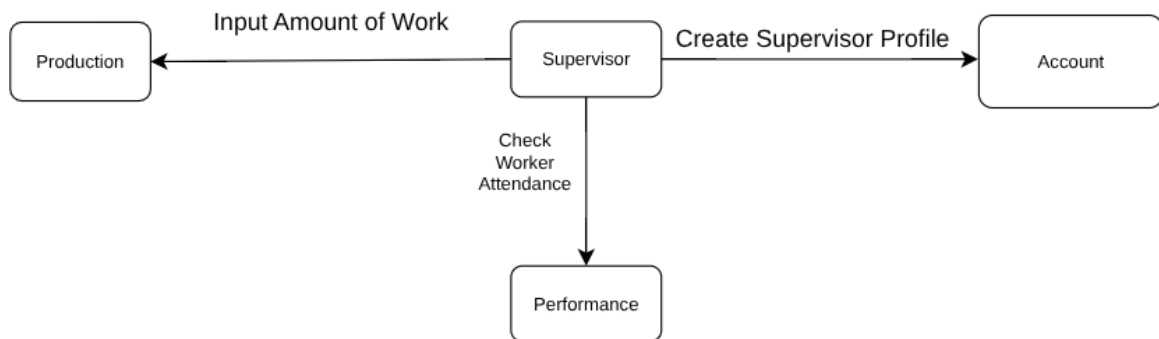 Input Amount of Work
Create Supervisor Profile
Production
Supervisor
Account
Check
Worker
Attendance
Performance